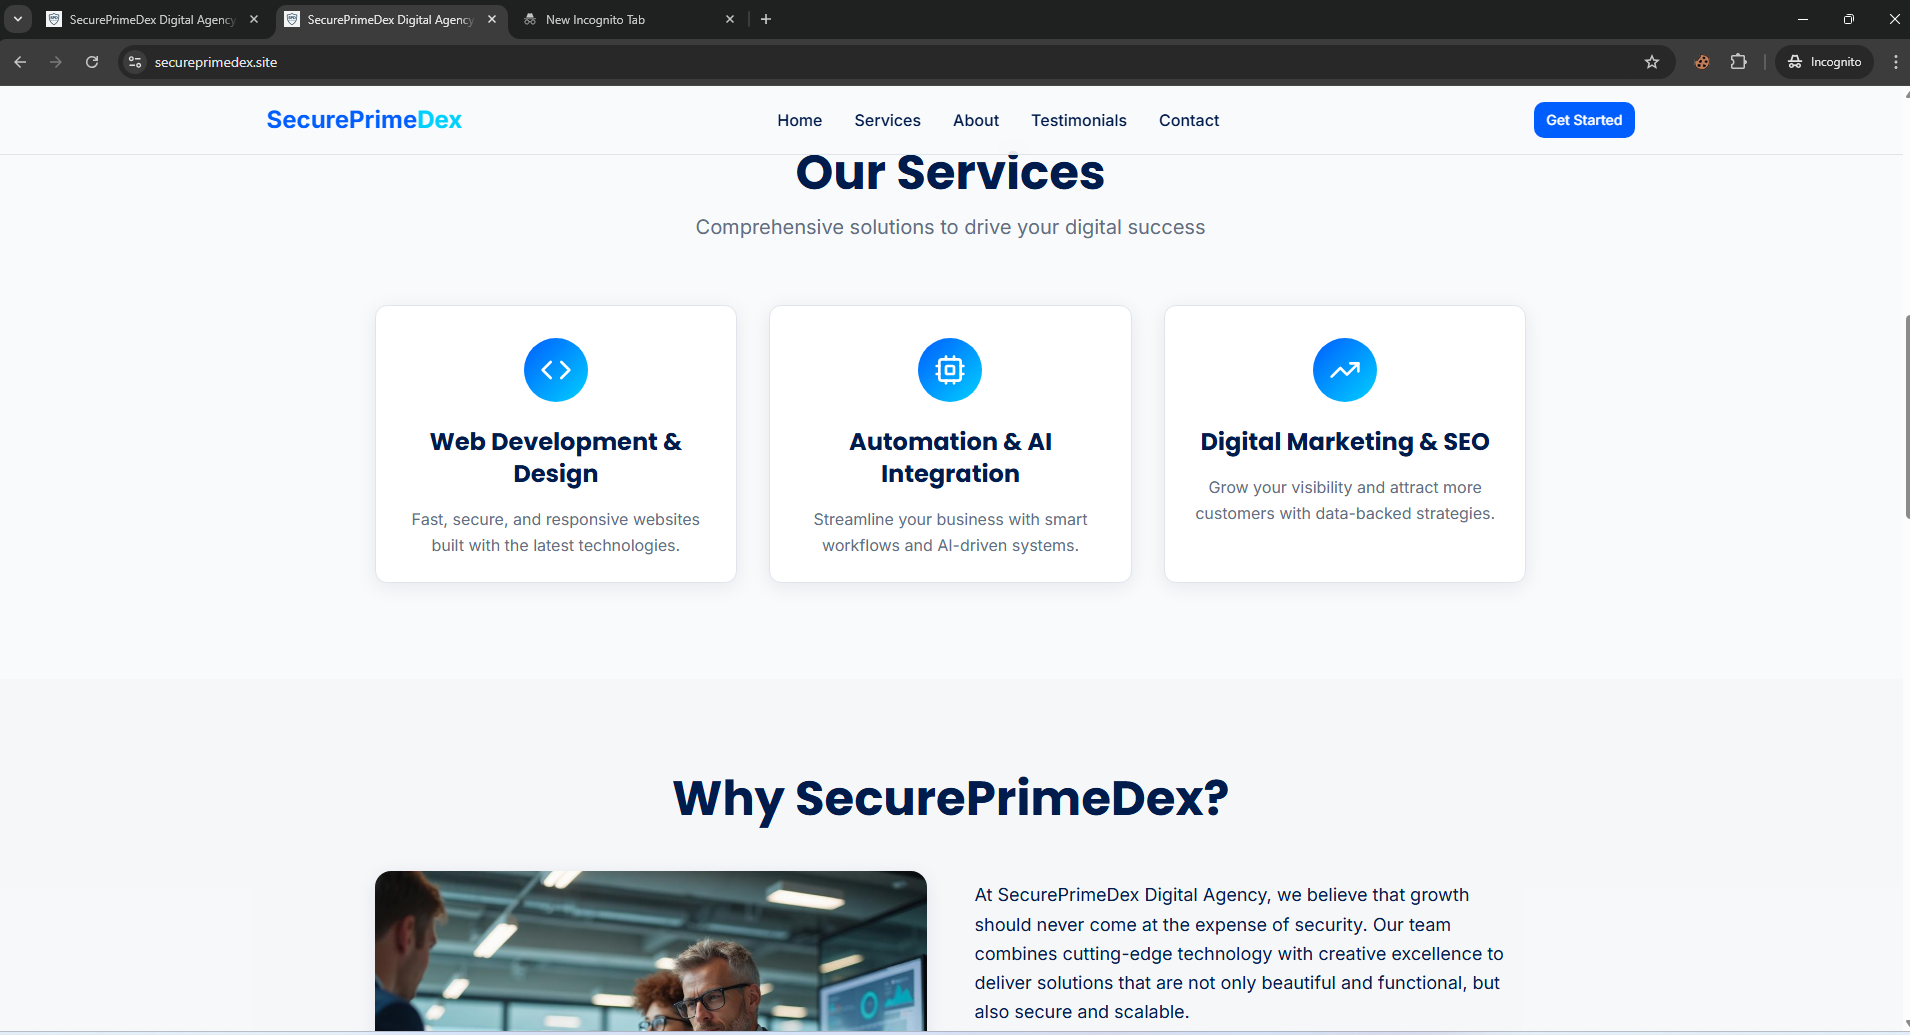 SecurePrimeDex Digital Agency
SecurePrimeDex Digital Agency
New Incognito Tab
secureprimedex.site
Incognito
SecurePrimeDex
Home
Services
About
Testimonials
Contact
Get Started
Our Services
Comprehensive solutions to drive your digital success
Web Development &
Design
Fast, secure, and responsive websites
built with the latest technologies.
Automation & AI
Integration
Streamline your business with smart
workflows and AI-driven systems.
Digital Marketing & SEO
Grow your visibility and attract more
customers with data-backed strategies.
Why SecurePrimeDex?
At SecurePrimeDex Digital Agency, we believe that growth
should never come at the expense of security. Our team
combines cutting-edge technology with creative excellence to
deliver solutions that are not only beautiful and functional, but
also secure and scalable.